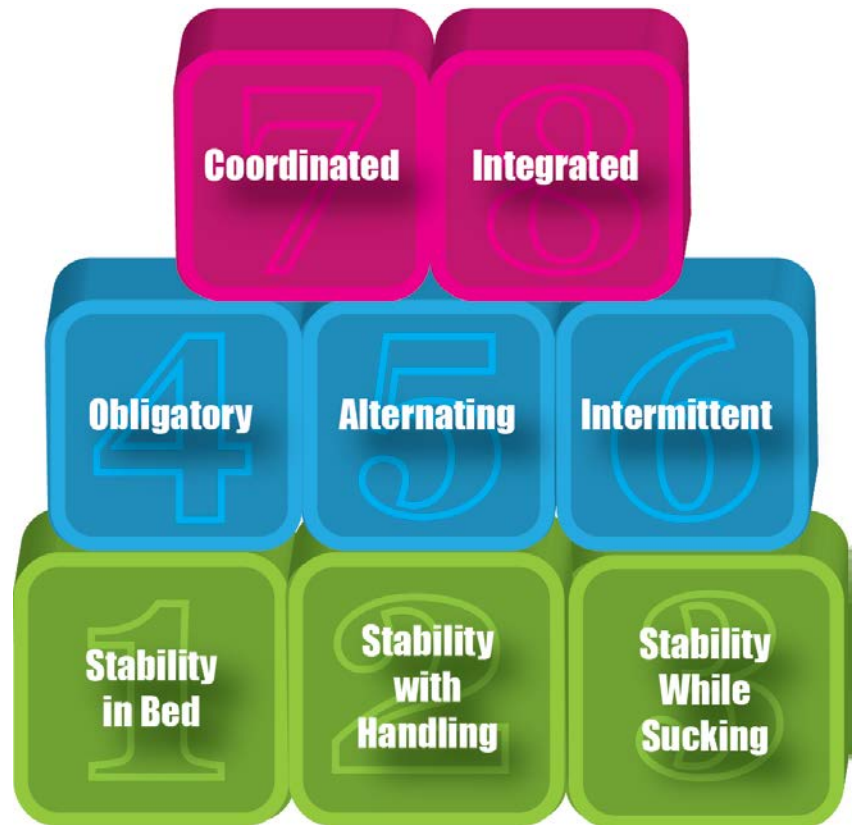 7
Coordinated
8
Integrated
4
Obligatory
5
Alternating
6
Intermittent
1
Stability
in Bed
2
Stability
with
Handling
3
Stability
While
Sucking